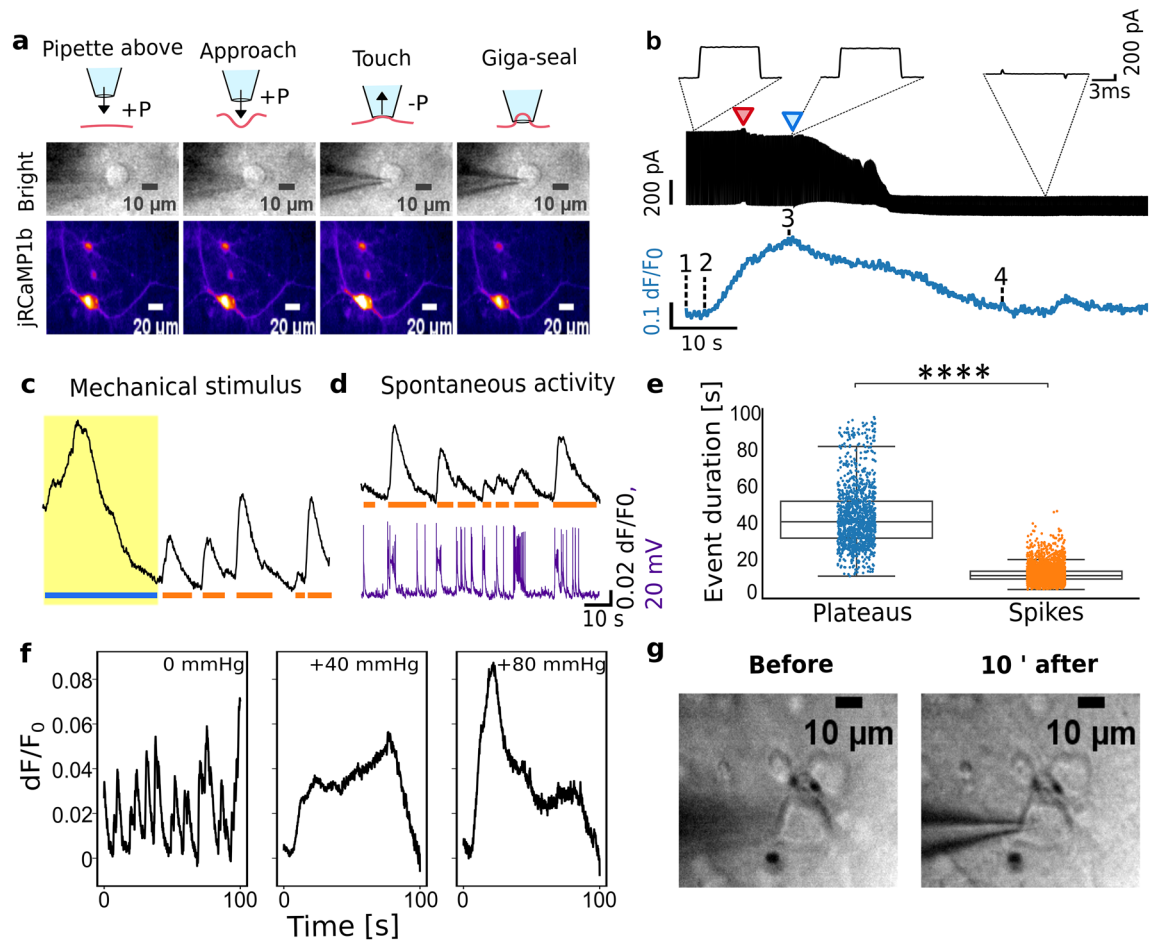 a
Pipette above
Approach
Touch
Giga-seal
+P
+P
-P
Bright
10 µm
10 µm
10 µm
10 µm
jRCaMP1b
20 µm
20 µm
20 µm
20 µm
b
200 pA
3ms
200 pA
1
2
3
4
0.1 dF/F0
10 s
c
Mechanical stimulus
d
Spontaneous activity
0.02 dF/F0,
20 mV
10 s
e
****
Event duration [s]
100
80
60
40
20
0
Plateaus
Spikes
f
0 mmHg
+40 mmHg
+80 mmHg
dF/F0
0.08
0.06
0.04
0.02
0
0
100
0
100
0
100
Time [s]
g
Before
10 ' after
10 µm
10 µm